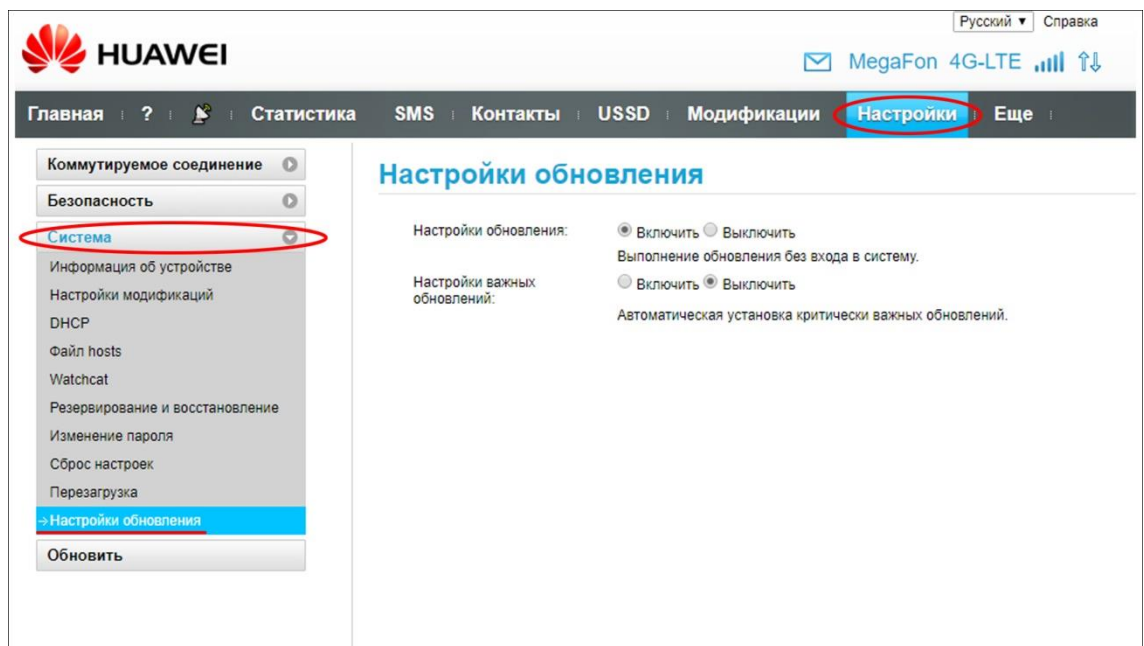 Русский ▼ Справка
HUAWEI
MegaFon 4G-LTE
Главная ? Статистика SMS Контакты USSD Модификации Настройки Еще
Коммутируемое соединение
Безопасность
Система
Информация об устройстве
Настройки модификаций
DHCP
Файл hosts
Watchcat
Резервирование и восстановление
Изменение пароля
Сброс настроек
Перезагрузка
→Настройки обновления
Обновить
Настройки обновления
Настройки обновления: Включить Выключить
Выполнение обновления без входа в систему.
Настройки важных
обновлений: Включить Выключить
Автоматическая установка критически важных обновлений.